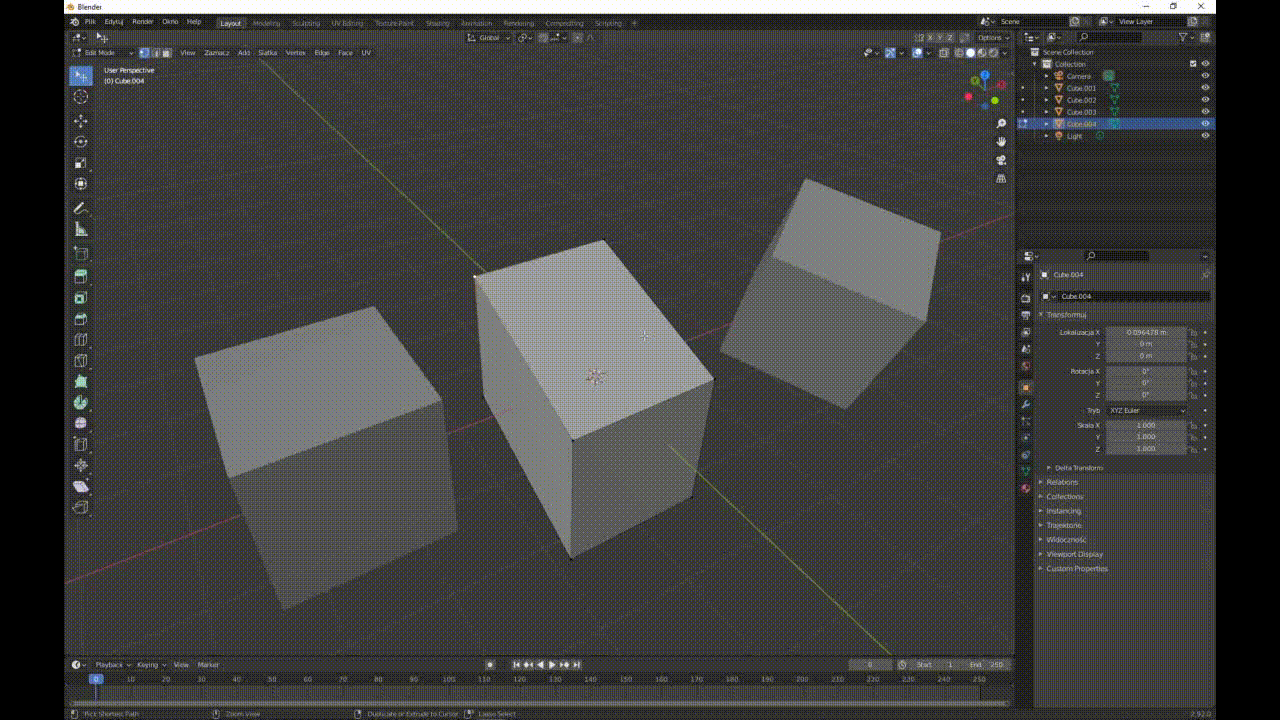 Blender
Plik Edytuj Render Okno Help Layout Modeling Sculpting UV Editing Texture Paint Shading Animation Rendering Compositing Scripting + Scene View Layer
Global X Y Z Options
Edit Mode View Zaznacz Add Siatka Vertex Edge Face UV
User Perspective
(0) Cube.004
Scene Collection
Collection
Camera
Cube.001
Cube.002
Cube.003
Cube.004
Light
Cube.004
Cube.004
Transformuj
Lokalizacja X 0.096478 m
Y 0 m
Z 0 m
Rotacja X 0°
Y 0°
Z 0°
Tryb XYZ Euler
Skala X 1.000
Y 1.000
Z 1.000
Delta Transform
Relations
Collections
Instancing
Trajektorie
Widoczność
Viewport Display
Custom Properties
Playback Keying View Marker 0 Start 1 End 250
0 10 20 30 40 50 60 70 80 90 100 110 120 130 140 150 160 170 180 190 200 210 220 230 240 250
Pick Shortest Path Zoom View Duplicate or Extrude to Cursor Lasso Select 2.92.0